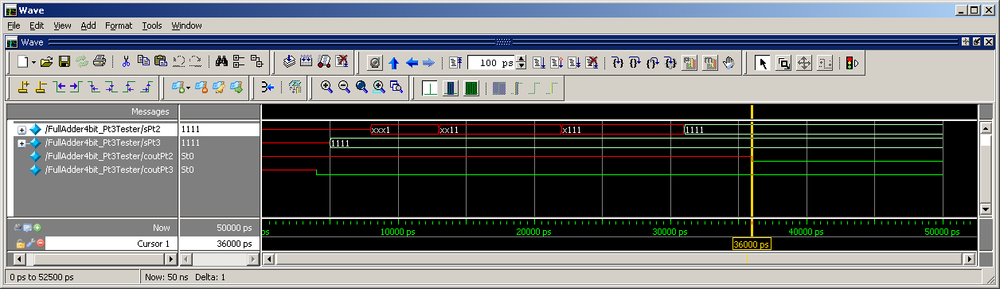 Wave
File Edit View Add Format Tools Window
Wave
100 ps
Messages
/FullAdder4bit_Pt3Tester/sPt2 1111 xxx1 xx11 x111 1111
/FullAdder4bit_Pt3Tester/sPt3 1111 1111
/FullAdder4bit_Pt3Tester/coutPt2 St0
/FullAdder4bit_Pt3Tester/coutPt3 St0
Now 50000 ps ps 10000 ps 20000 ps 30000 ps 40000 ps 50000 ps
Cursor 1 36000 ps 36000 ps
0 ps to 52500 ps Now: 50 ns Delta: 1